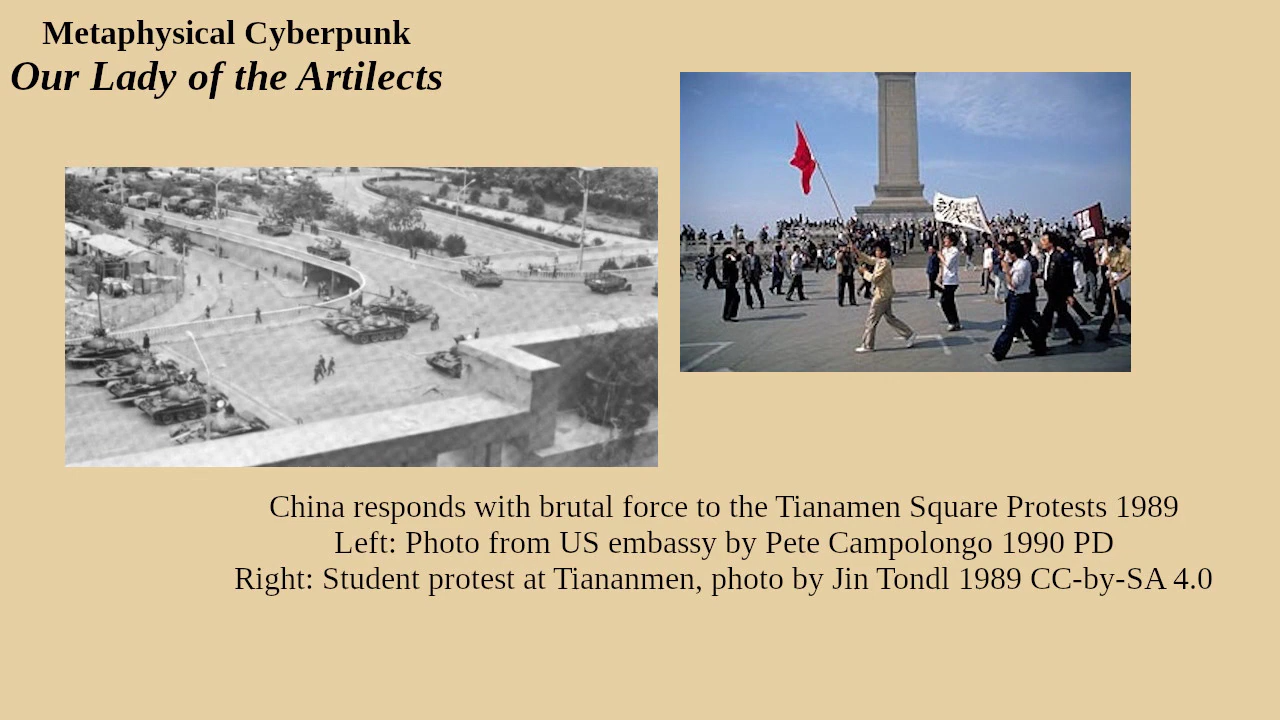 Metaphysical Cyberpunk
Our Lady of the Artilects
China responds with brutal force to the Tianamen Square Protests 1989
Left: Photo from US embassy by Pete Campolongo 1990 PD
Right: Student protest at Tiananmen, photo by Jin Tondl 1989 CC-by-SA 4.0